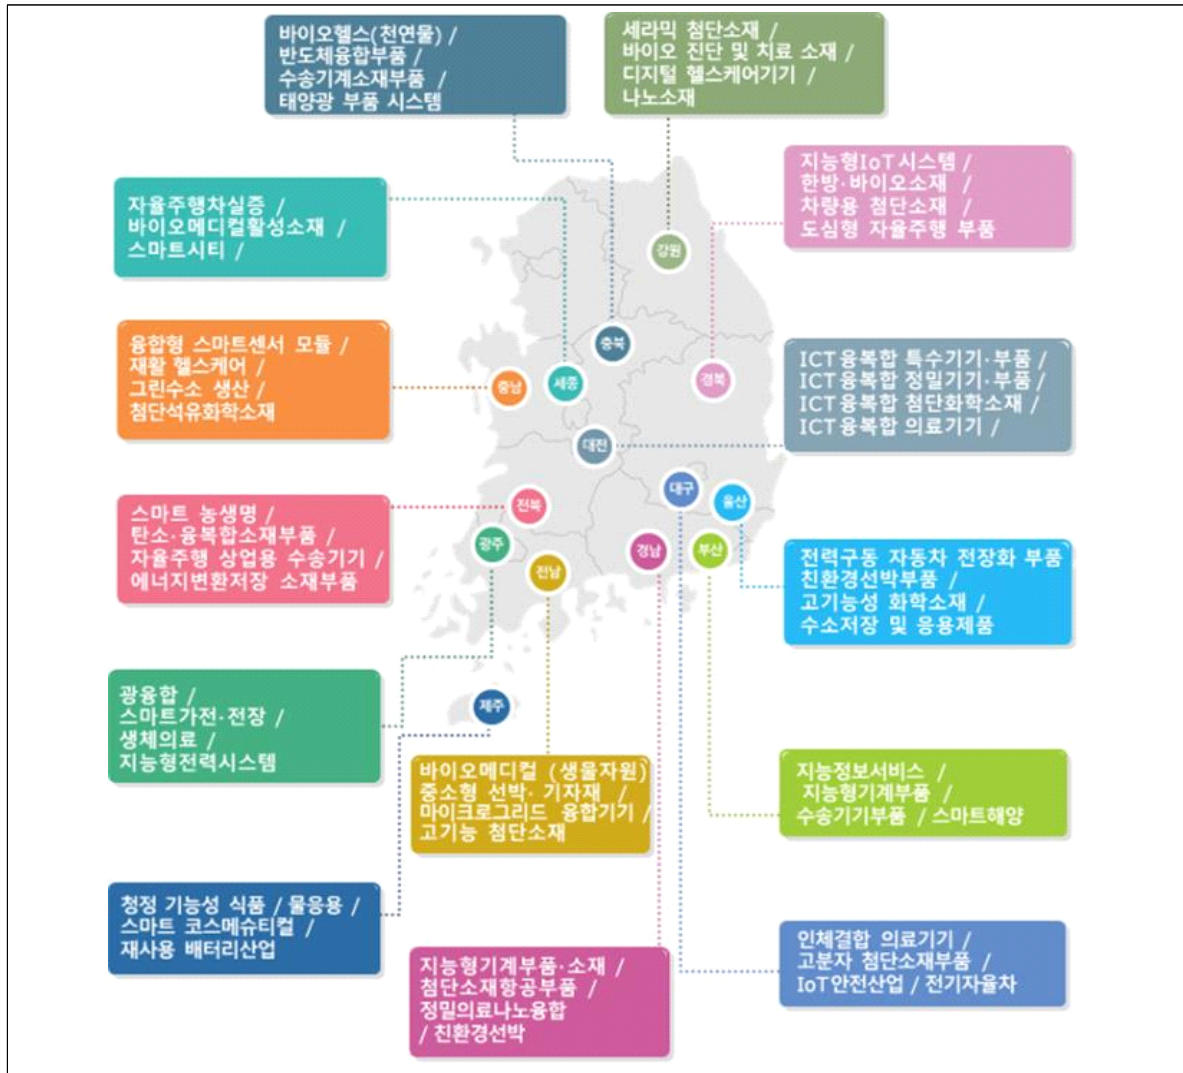 바이오헬스(천연물) /
반도체융합부품 /
수송기계소재부품 /
태양광 부품 시스템
세라믹 첨단소재 /
바이오 진단 및 치료 소재 /
디지털 헬스케어기기 /
나노소재
지능형IoT시스템 /
한방·바이오소재 /
차량용 첨단소재 /
도심형 자율주행 부품
자율주행차실증 /
바이오메디컬활성소재 /
스마트시티 /
강원
충북
융합형 스마트센서 모듈 /
재활 헬스케어 /
그린수소 생산 /
첨단석유화학소재
충남
세종
경북
ICT융복합 특수기기·부품 /
ICT융복합 정밀기기·부품 /
ICT융복합 첨단화학소재 /
ICT융복합 의료기기 /
대전
대구
울산
전북
스마트 농생명 /
탄소·융복합소재부품 /
자율주행 상업용 수송기기 /
에너지변환저장 소재부품
광주
전남
경남
부산
전력구동 자동차 전장화 부품
친환경선박부품 /
고기능성 화학소재 /
수소저장 및 응용제품
광융합 /
스마트가전·전장 /
생체의료 /
지능형전력시스템
제주
바이오메디컬 (생물자원)
중소형 선박· 기자재 /
마이크로그리드 융합기기 /
고기능 첨단소재
지능정보서비스 /
지능형기계부품 /
수송기기부품 / 스마트해양
청정 기능성 식품 / 물응용 /
스마트 코스메슈티컬 /
재사용 배터리산업
지능형기계부품·소재 /
첨단소재항공부품 /
정밀의료나노융합
/ 친환경선박
인체결합 의료기기 /
고분자 첨단소재부품 /
IoT안전산업 / 전기자율차